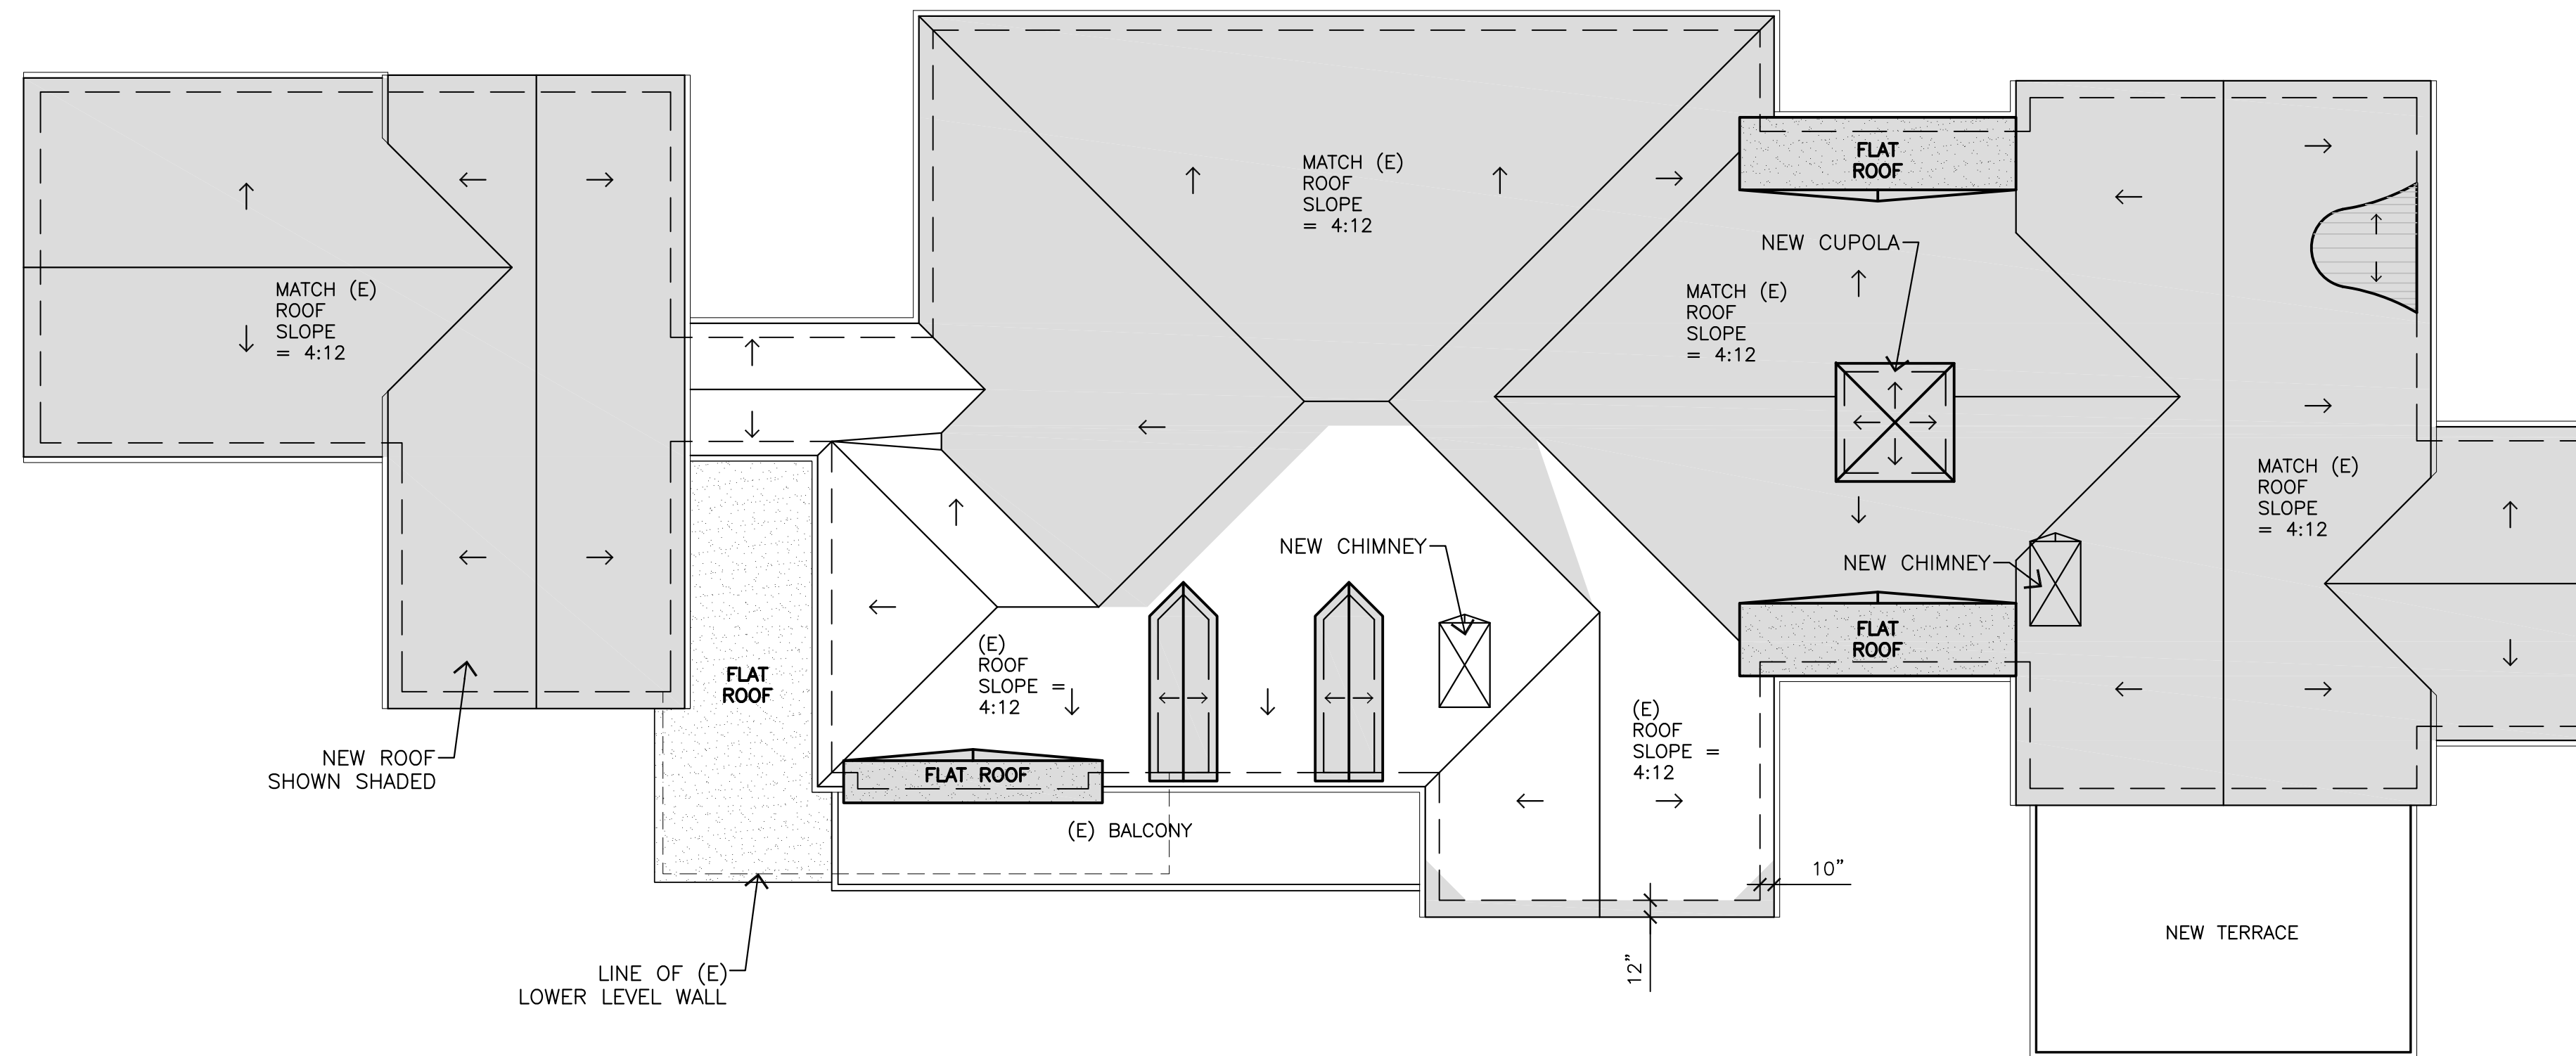 MATCH (E)
ROOF
SLOPE
= 4:12
FLAT
ROOF
NEW CUPOLA
MATCH (E)
ROOF
SLOPE
= 4:12
MATCH (E)
ROOF
SLOPE
= 4:12
MATCH (E)
ROOF
SLOPE
= 4:12
NEW CHIMNEY
NEW CHIMNEY
FLAT
ROOF
(E)
ROOF
SLOPE =
4:12
FLAT
ROOF
(E)
ROOF
SLOPE =
4:12
NEW ROOF
SHOWN SHADED
FLAT ROOF
(E) BALCONY
10"
NEW TERRACE
12"
LINE OF (E)
LOWER LEVEL WALL